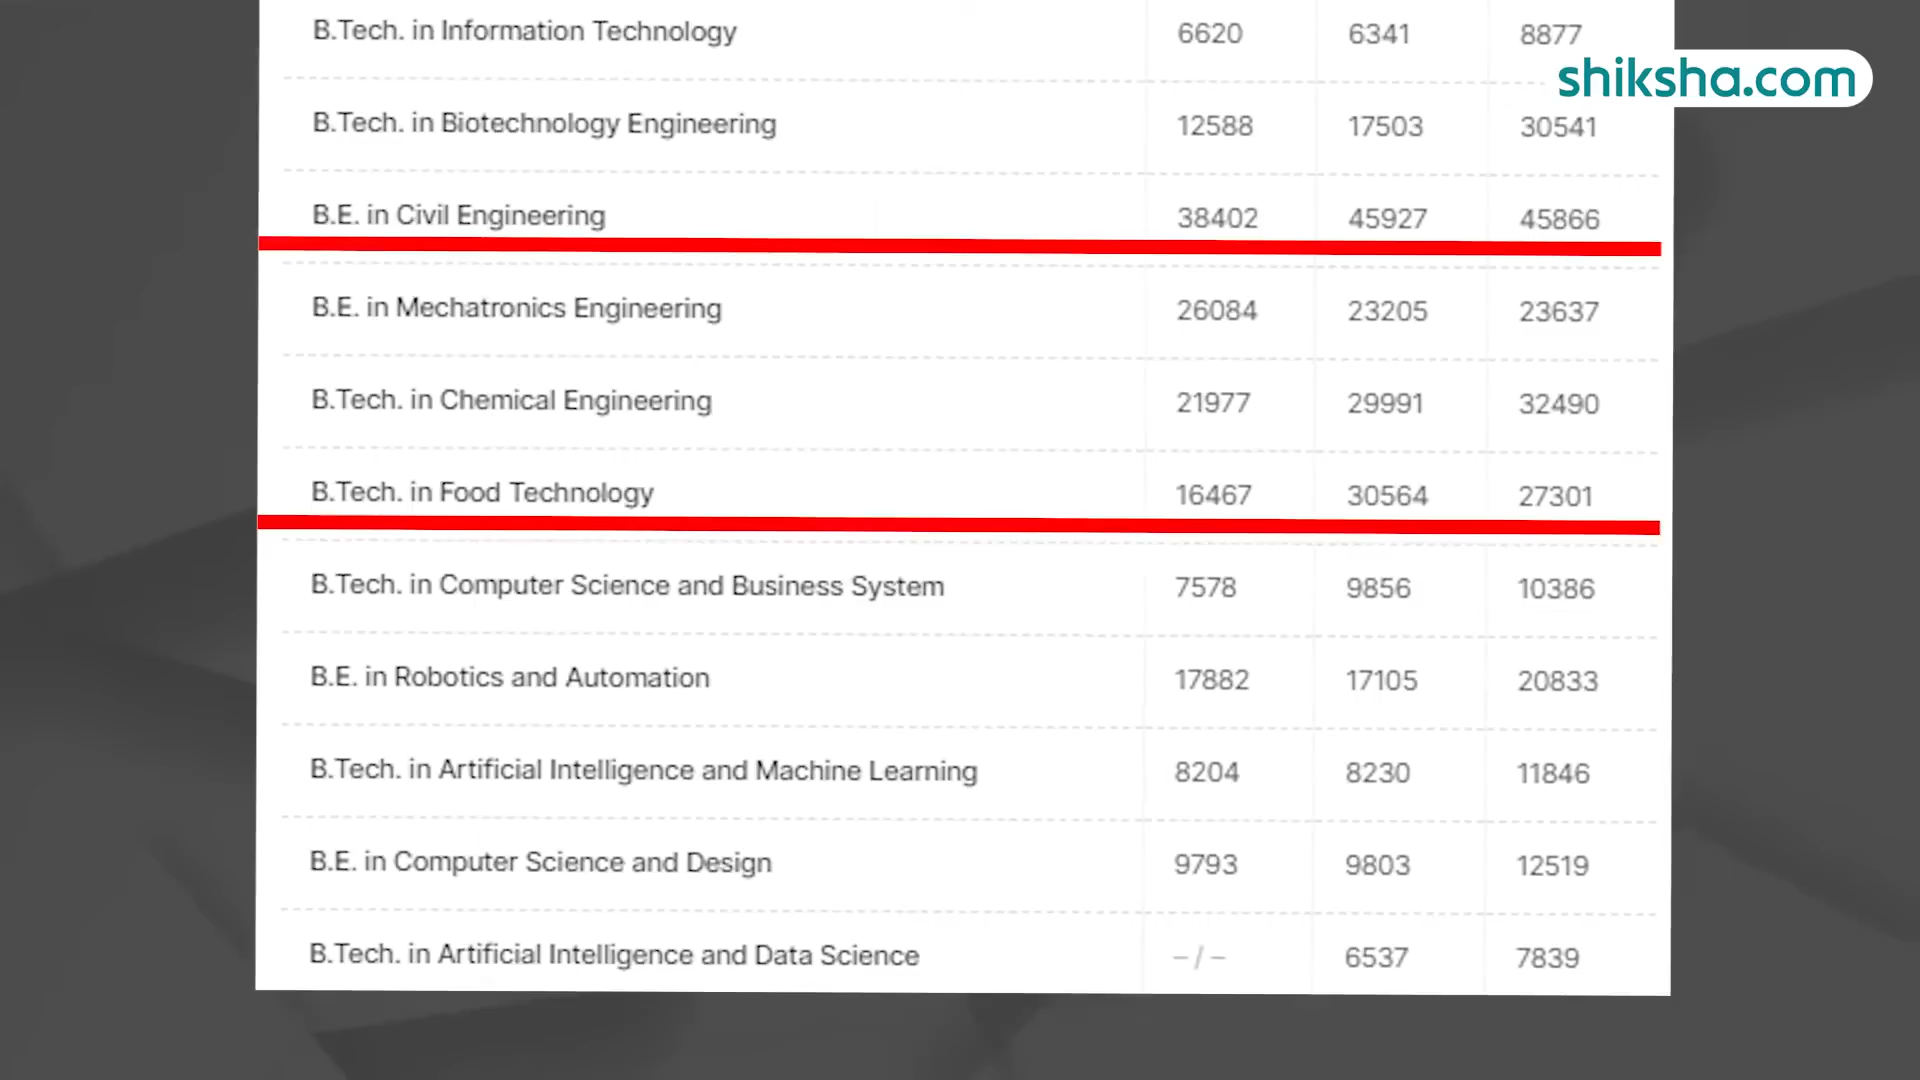 B.Tech. in Information Technology 6620 6341 8877
shiksha.com
B.Tech. in Biotechnology Engineering 12588 17503 30541
B.E. in Civil Engineering 38402 45927 45866
B.E. in Mechatronics Engineering 26084 23205 23637
B.Tech. in Chemical Engineering 21977 29991 32490
B.Tech. in Food Technology 16467 30564 27301
B.Tech. in Computer Science and Business System 7578 9856 10386
B.E. in Robotics and Automation 17882 17105 20833
B.Tech. in Artificial Intelligence and Machine Learning 8204 8230 11846
B.E. in Computer Science and Design 9793 9803 12519
B.Tech. in Artificial Intelligence and Data Science – / – 6537 7839